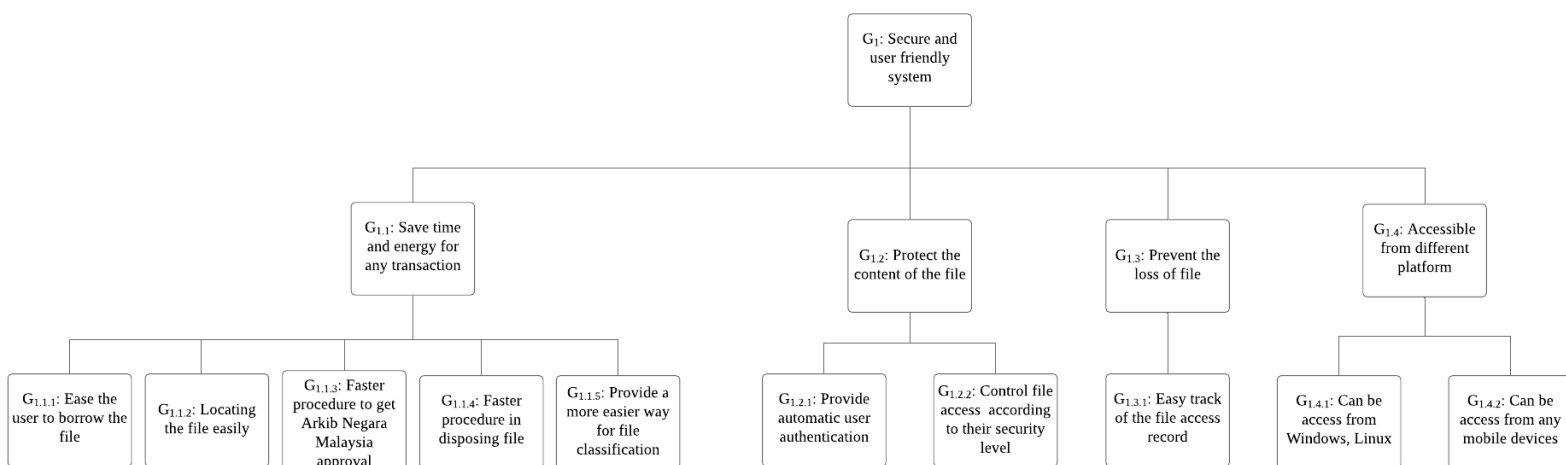 G1: Secure and
user friendly
system
G1.1: Save time
and energy for
any transaction
G1.2: Protect the
content of the file
G1.3: Prevent the
loss of file
G1.4: Accessible
from different
platform
G1.1.1: Ease the
user to borrow the
file
G1.1.2: Locating
the file easily
G1.1.3: Faster
procedure to get
Arkib Negara
Malaysia
approval
G1.1.4: Faster
procedure in
disposing file
G1.1.5: Provide a
more easier way
for file
classification
G1.2.1: Provide
automatic user
authentication
G1.2.2: Control file
access according
to their security
level
G1.3.1: Easy track
of the file access
record
G1.4.1: Can be
access from
Windows, Linux
G1.4.2: Can be
access from any
mobile devices